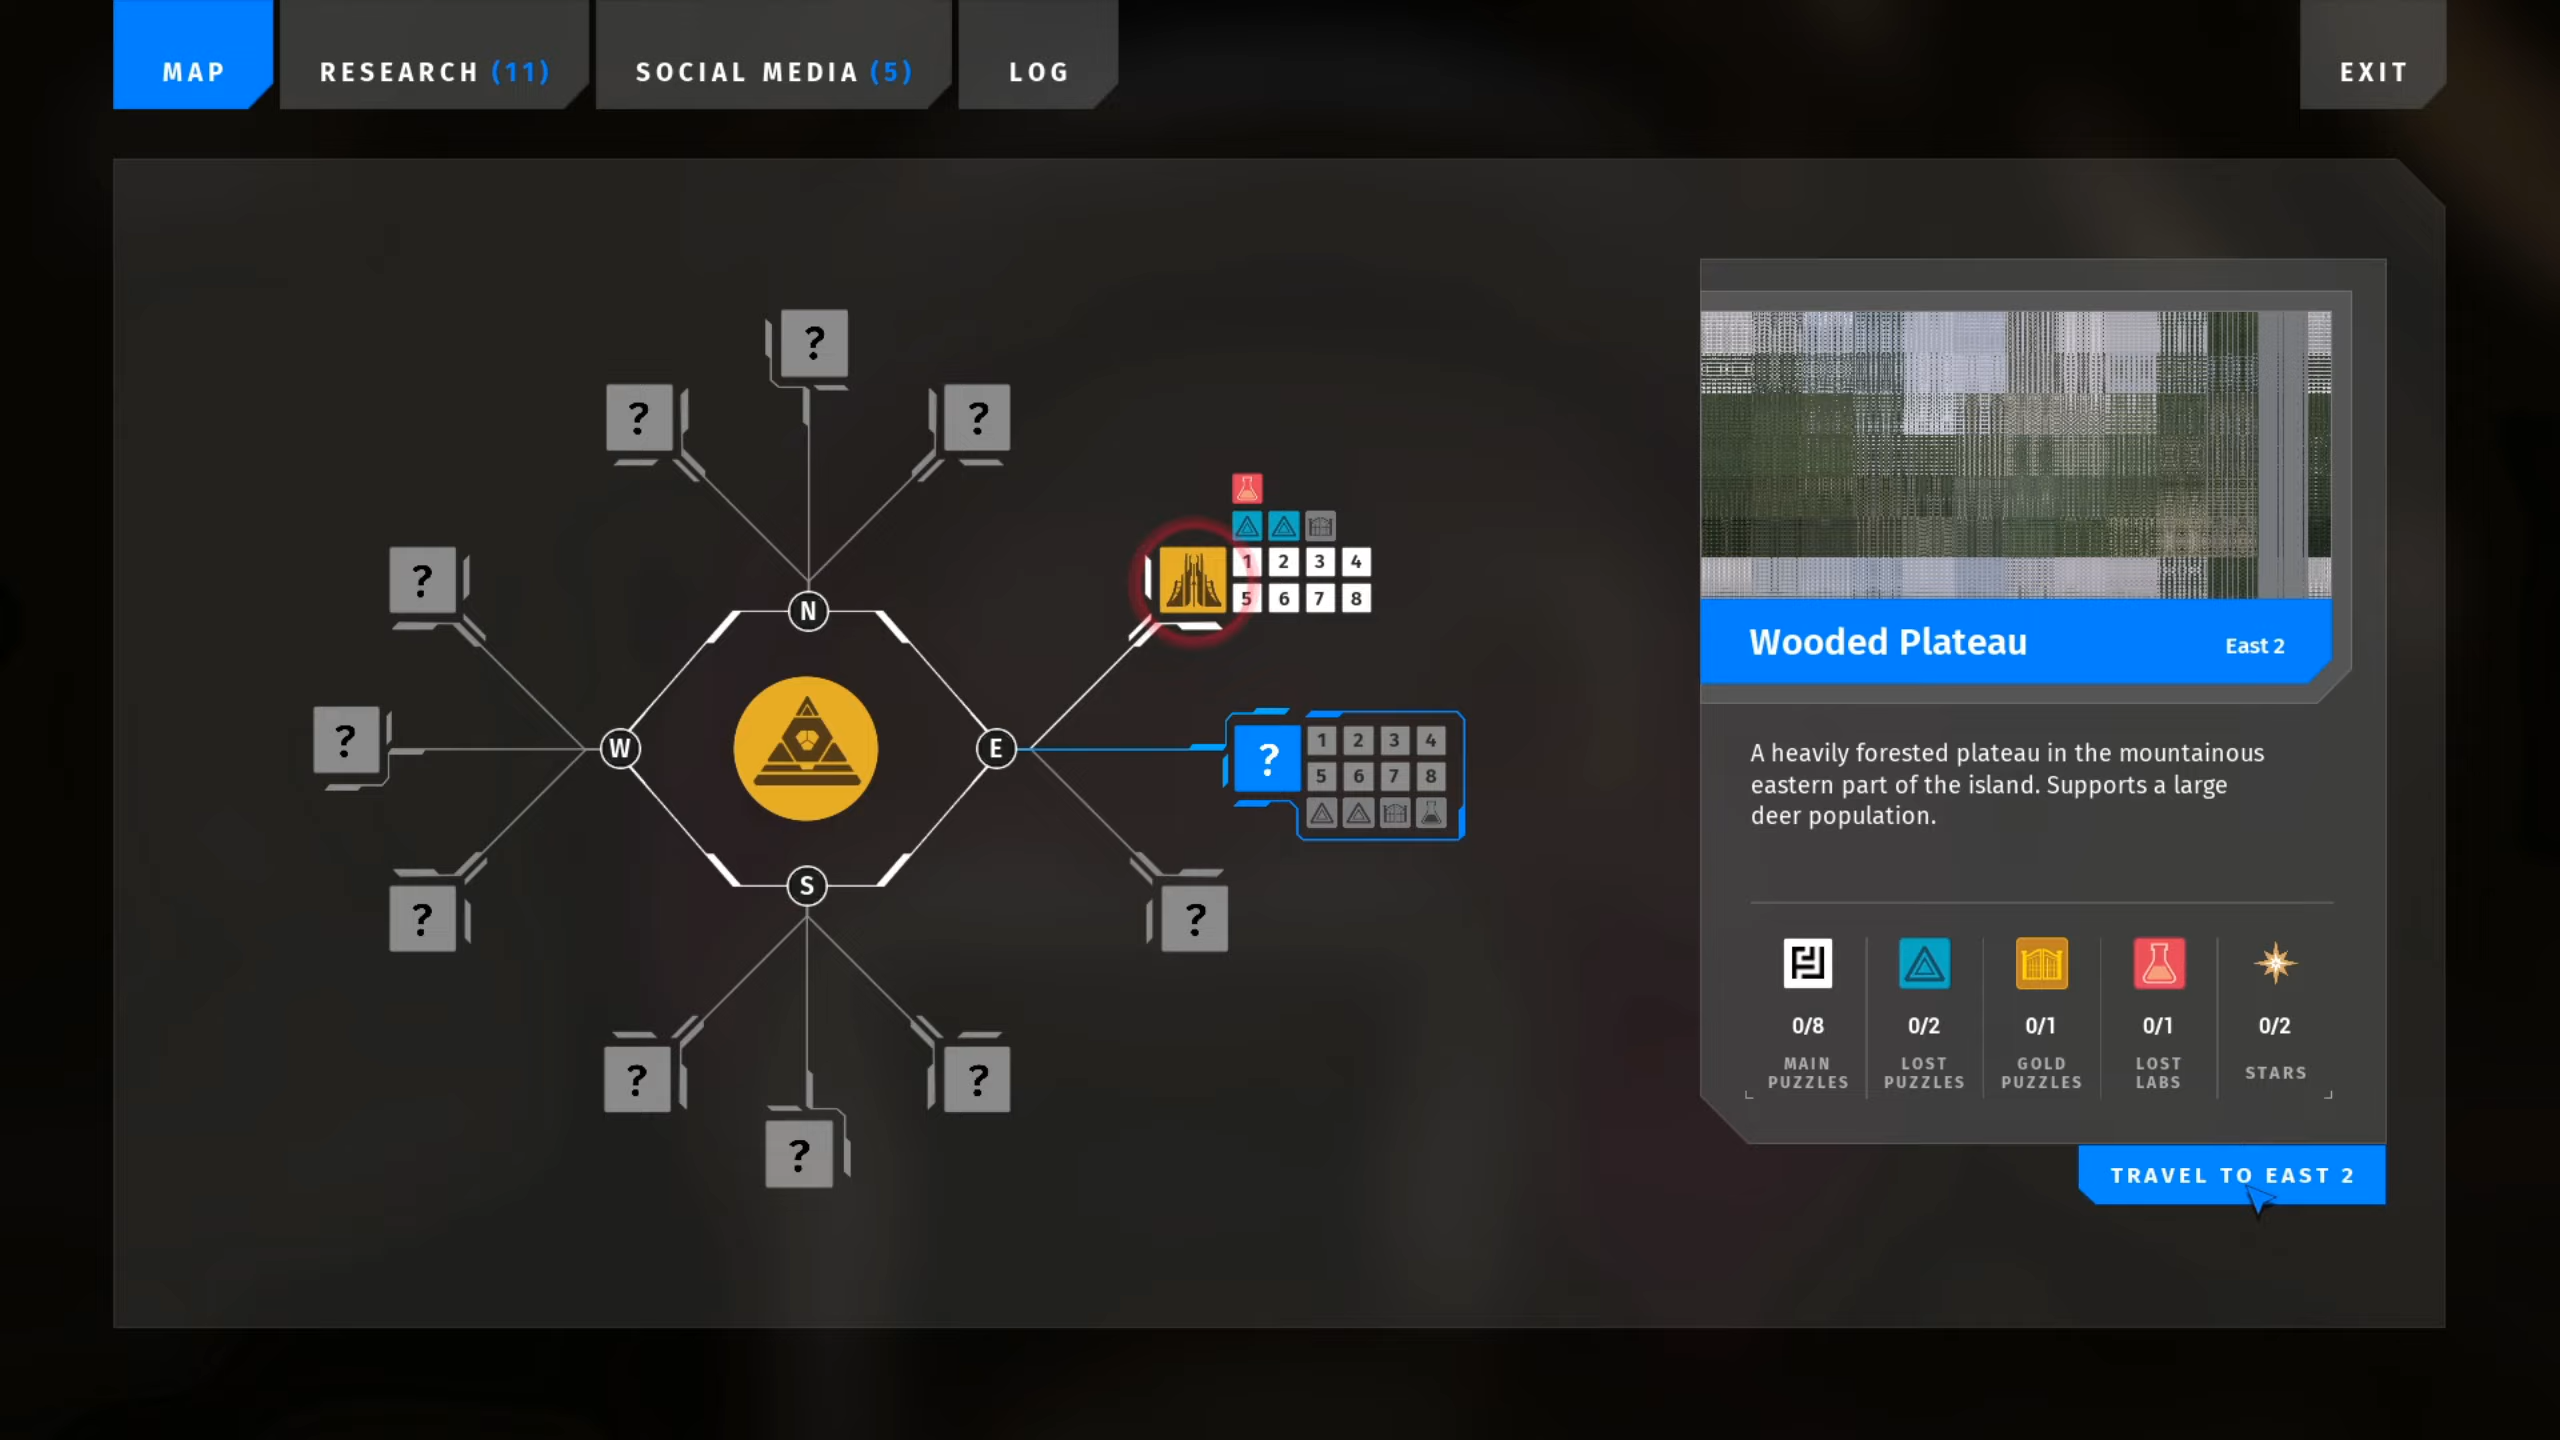 MAP
RESEARCH (11)
SOCIAL MEDIA (5)
LOG
EXIT
?
?
?
?
1 2 3 4
5 6 7 8
N
Wooded Plateau
East 2
?
W
E
?
1 2 3 4
5 6 7 8
A heavily forested plateau in the mountainous
eastern part of the island. Supports a large
deer population.
S
?
?
0/8
0/2
0/1
0/1
0/2
MAIN
PUZZLES
LOST
PUZZLES
GOLD
PUZZLES
LOST
LABS
STARS
?
?
?
TRAVEL TO EAST 2